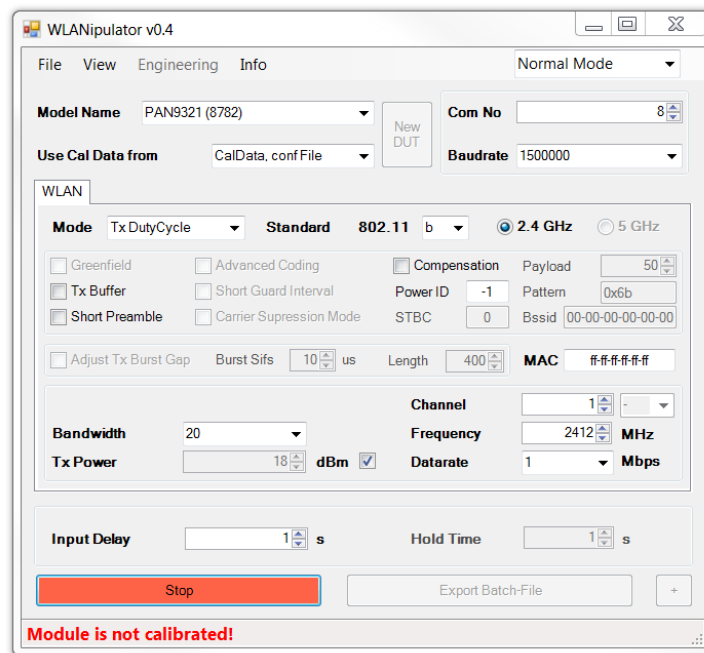 WLANipulator v0.4
File View Engineering Info Normal Mode
Model Name PAN9321 (8782) New DUT Com No 8
Use Cal Data from CalData, conf File Baudrate 1500000
WLAN
Mode Tx DutyCycle Standard 802.11 b 2.4 GHz 5 GHz
Greenfield Advanced Coding Compensation Payload 50
Tx Buffer Short Guard Interval Power ID -1 Pattern 0x6b
Short Preamble Carrier Supression Mode STBC 0 Bssid 00-00-00-00-00-00
Adjust Tx Burst Gap Burst Sifs 10 us Length 400 MAC ff-ff-ff-ff-ff-ff
Channel 1 -
Bandwidth 20 Frequency 2412 MHz
Tx Power 18 dBm Datarate 1 Mbps
Input Delay 1 s Hold Time 1 s
Stop Export Batch-File +
Module is not calibrated!